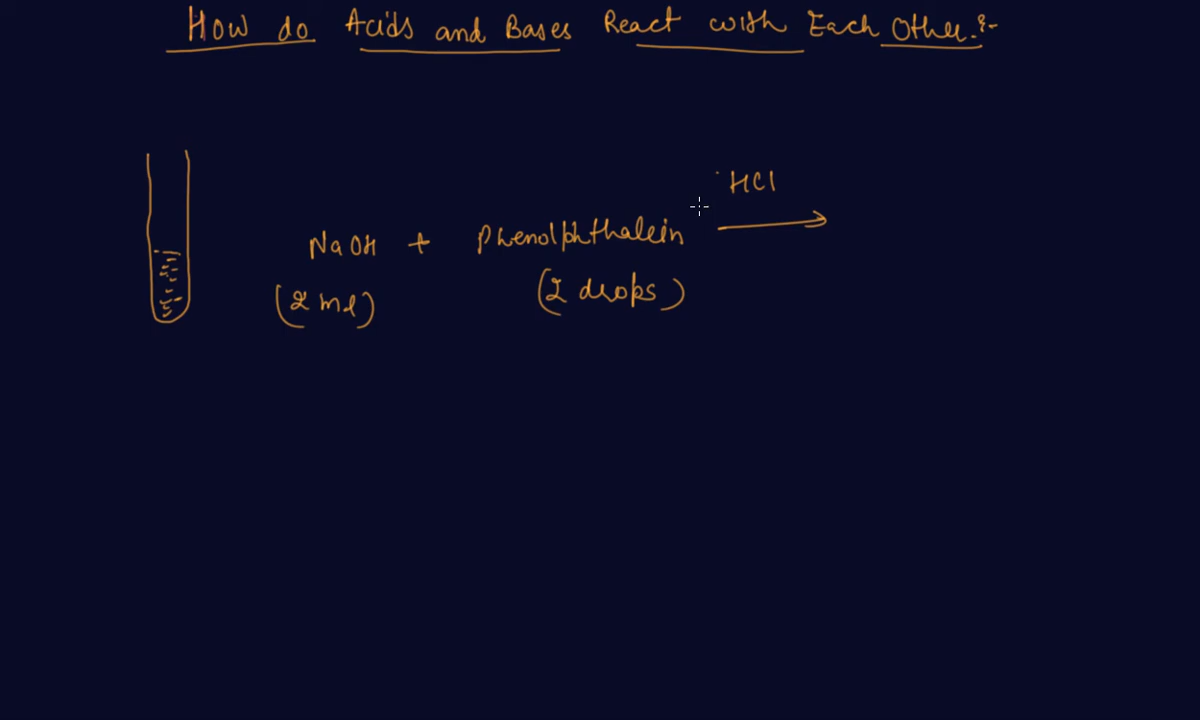 How do Acids and Bases React with Each Other.?-
HCl
NaOH + Phenolphthalein
(2 ml) (2 drops)